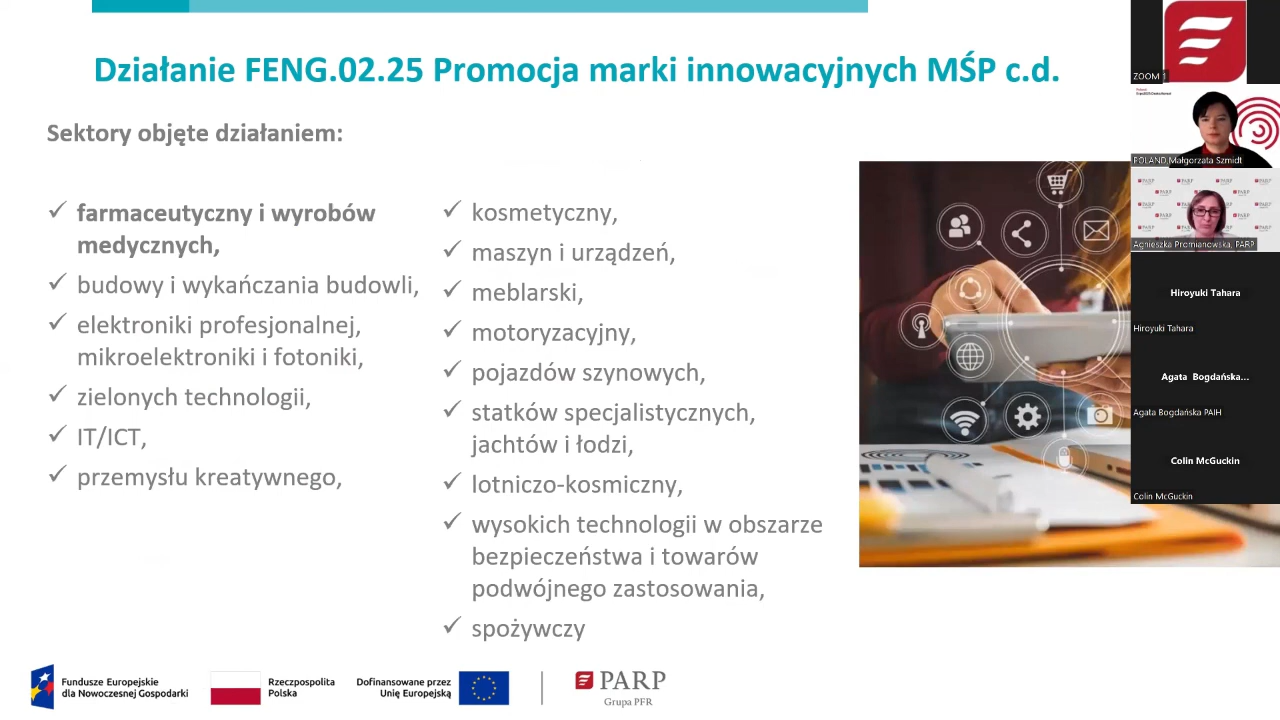 Działanie FENG.02.25 Promocja marki innowacyjnych MŚP c.d.
Sektory objęte działaniem:
farmaceutyczny i wyrobów
medycznych,
budowy i wykańczania budowli,
elektroniki profesjonalnej,
mikroelektroniki i fotoniki,
zielonych technologii,
IT/ICT,
przemysłu kreatywnego,
kosmetyczny,
maszyn i urządzeń,
meblarski,
motoryzacyjny,
pojazdów szynowych,
statków specjalistycznych,
jachtów i łodzi,
lotniczo-kosmiczny,
wysokich technologii w obszarze
bezpieczeństwa i towarów
podwójnego zastosowania,
spożywczy
ZOOM 1
POLAND Małgorzata Szmidt
PARP
Agnieszka Promianowska, PARP
Hiroyuki Tahara
Hiroyuki Tahara
Agata Bogdańska...
Agata Bogdańska PAIH
Colin McGuckin
Colin McGuckin
Fundusze Europejskie
dla Nowoczesnej Gospodarki
Rzeczpospolita
Polska
Dofinansowane przez
Unię Europejską
PARP
Grupa PFR